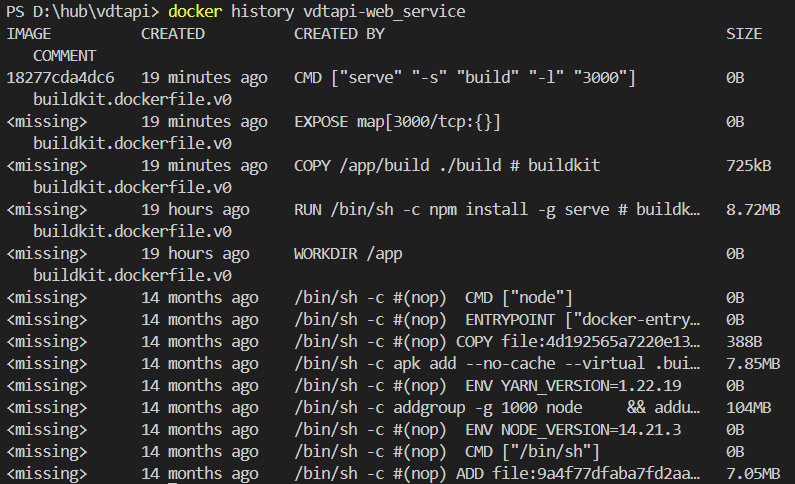 PS D:\hub\vdtapi> docker history vdtapi-web_service
IMAGE          CREATED          CREATED BY                                      SIZE
   COMMENT
18277cda4dc6   19 minutes ago   CMD ["serve" "-s" "build" "-l" "3000"]          0B
   buildkit.dockerfile.v0
<missing>      19 minutes ago   EXPOSE map[3000/tcp:{}]                         0B
   buildkit.dockerfile.v0
<missing>      19 minutes ago   COPY /app/build ./build # buildkit              725kB
   buildkit.dockerfile.v0
<missing>      19 hours ago     RUN /bin/sh -c npm install -g serve # buildk…   8.72MB
   buildkit.dockerfile.v0
<missing>      19 hours ago     WORKDIR /app                                    0B
   buildkit.dockerfile.v0
<missing>      14 months ago    /bin/sh -c #(nop)  CMD ["node"]                 0B
<missing>      14 months ago    /bin/sh -c #(nop)  ENTRYPOINT ["docker-entry…   0B
<missing>      14 months ago    /bin/sh -c #(nop) COPY file:4d192565a7220e13…   388B
<missing>      14 months ago    /bin/sh -c apk add --no-cache --virtual .bui…   7.85MB
<missing>      14 months ago    /bin/sh -c #(nop)  ENV YARN_VERSION=1.22.19     0B
<missing>      14 months ago    /bin/sh -c addgroup -g 1000 node     && addu…   104MB
<missing>      14 months ago    /bin/sh -c #(nop)  ENV NODE_VERSION=14.21.3     0B
<missing>      14 months ago    /bin/sh -c #(nop)  CMD ["/bin/sh"]              0B
<missing>      14 months ago    /bin/sh -c #(nop) ADD file:9a4f77dfaba7fd2aa…   7.05MB